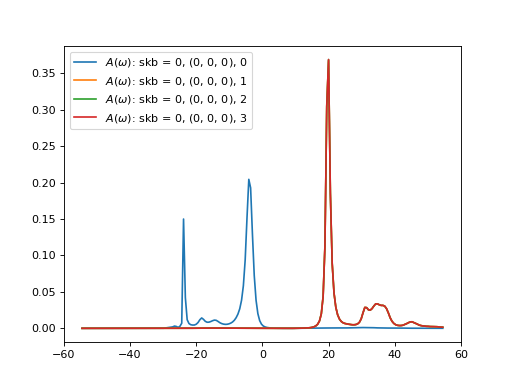 A(ω): skb = 0, (0, 0, 0), 0
A(ω): skb = 0, (0, 0, 0), 1
A(ω): skb = 0, (0, 0, 0), 2
A(ω): skb = 0, (0, 0, 0), 3
0.35
0.30
0.25
0.20
0.15
0.10
0.05
0.00
−60 −40 −20 0 20 40 60